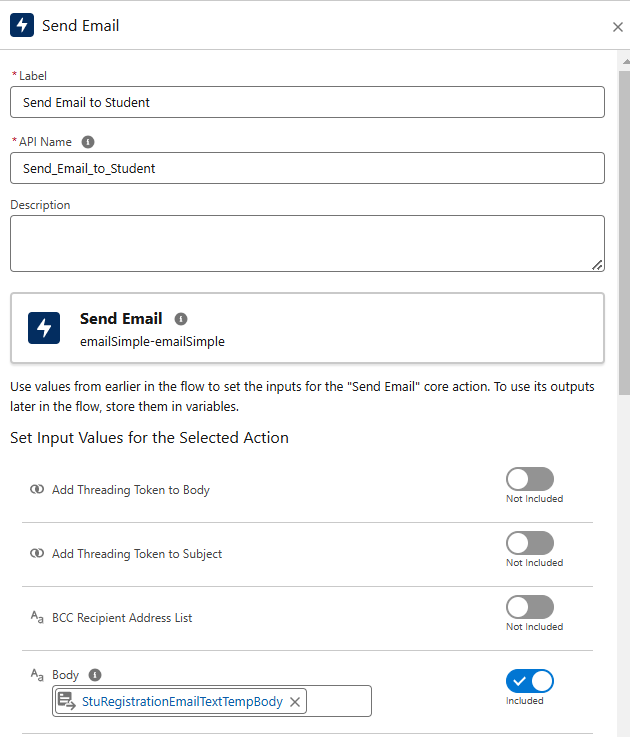 Send Email
* Label
Send Email to Student
* API Name
Send_Email_to_Student
Description
Send Email
emailSimple-emailSimple
Use values from earlier in the flow to set the inputs for the "Send Email" core action. To use its outputs
later in the flow, store them in variables.
Set Input Values for the Selected Action
Add Threading Token to Body
Not Included
Add Threading Token to Subject
Not Included
Aa BCC Recipient Address List
Not Included
Aa Body
StuRegistrationEmailTextTempBody
Included